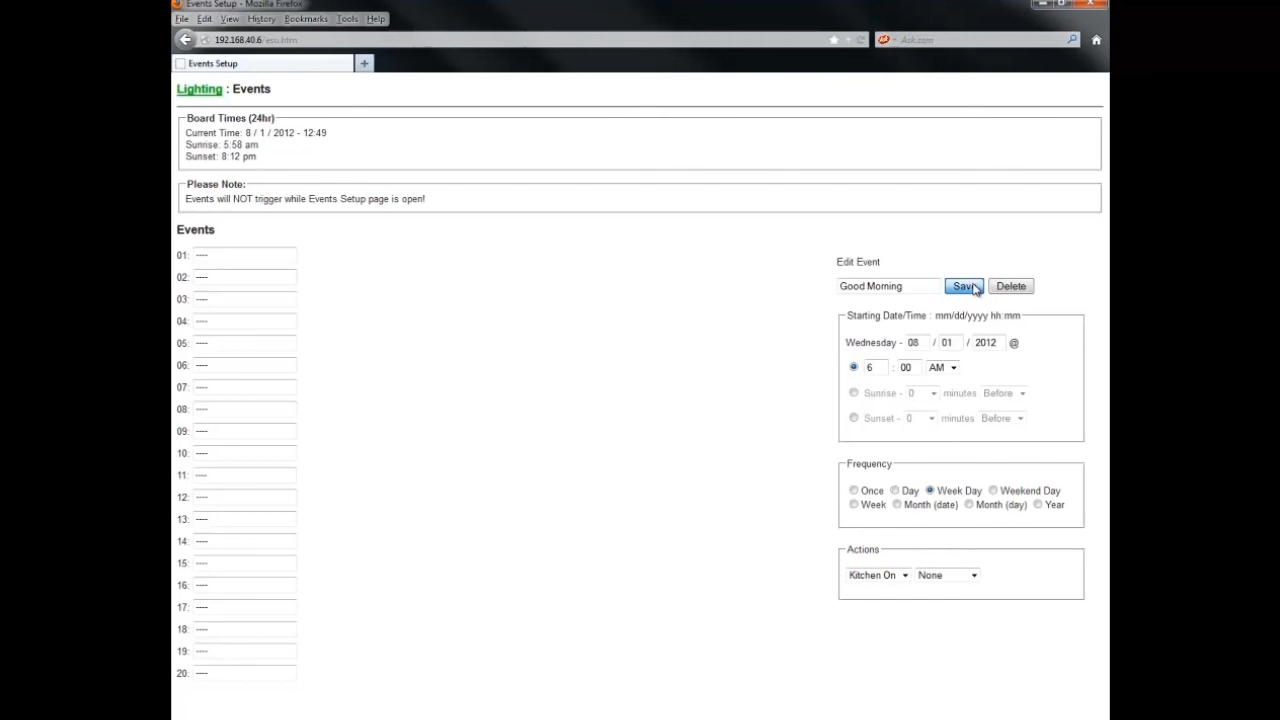 Events Setup - Mozilla Firefox
File Edit View History Bookmarks Tools Help
192.168.40.6/esu.htm
Ask.com
Events Setup
Lighting : Events
Board Times (24hr)
Current Time: 8 / 1 / 2012 - 12:49
Sunrise: 5:58 am
Sunset: 8:12 pm
Please Note:
Events will NOT trigger while Events Setup page is open!
Events
01: ----
02: ----
03: ----
04: ----
05: ----
06: ----
07: ----
08: ----
09: ----
10: ----
11: ----
12: ----
13: ----
14: ----
15: ----
16: ----
17: ----
18: ----
19: ----
20: ----
Edit Event
Good Morning Save Delete
Starting Date/Time : mm/dd/yyyy hh:mm
Wednesday - 08 / 01 / 2012 @
6 : 00 AM
Sunrise - 0 minutes Before
Sunset - 0 minutes Before
Frequency
Once Day Week Day Weekend Day
Week Month (date) Month (day) Year
Actions
Kitchen On None